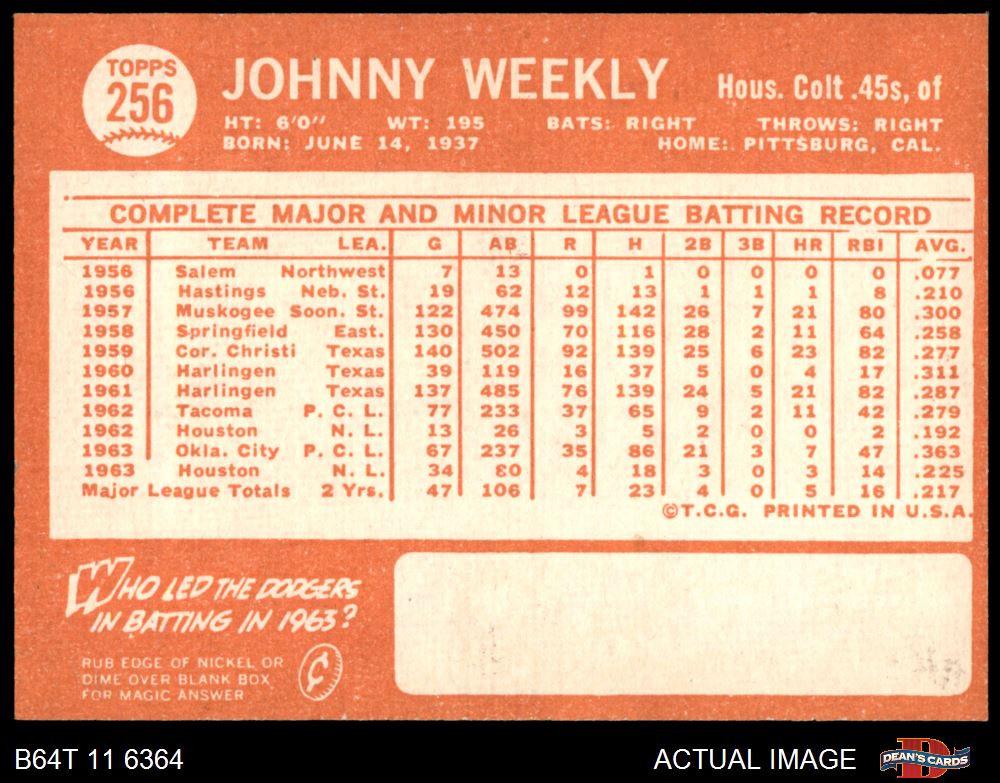 TOPPS
256
JOHNNY WEEKLY Hous. Colt .45s, of
HT: 6'0" WT: 195 BATS: RIGHT THROWS: RIGHT
BORN: JUNE 14, 1937 HOME: PITTSBURG, CAL.
COMPLETE MAJOR AND MINOR LEAGUE BATTING RECORD
YEAR TEAM LEA. G AB R H 2B 3B HR RBI AVG.
1956 Salem Northwest 7 13 0 1 0 0 0 0 .077
1956 Hastings Neb. St. 19 62 12 13 1 1 1 8 .210
1957 Muskogee Soon. St. 122 474 99 142 26 7 21 80 .300
1958 Springfield East. 130 450 70 116 28 2 11 64 .258
1959 Cor. Christi Texas 140 502 92 139 25 6 23 82 .277
1960 Harlingen Texas 39 119 16 37 5 0 4 17 .311
1961 Harlingen Texas 137 485 76 139 24 5 21 82 .287
1962 Tacoma P. C. L. 77 233 37 65 9 2 11 42 .279
1962 Houston N. L. 13 26 3 5 2 0 0 2 .192
1963 Okla. City P. C. L. 67 237 35 86 21 3 7 47 .363
1963 Houston N. L. 34 80 4 18 3 0 3 14 .225
Major League Totals 2 Yrs. 47 106 7 23 4 0 5 16 .217
©T.C.G. PRINTED IN U.S.A.
WHO LED THE DODGERS
IN BATTING IN 1963?
RUB EDGE OF NICKEL OR
DIME OVER BLANK BOX
FOR MAGIC ANSWER
¢
B64T 11 6364 ACTUAL IMAGE
DEAN'S CARDS